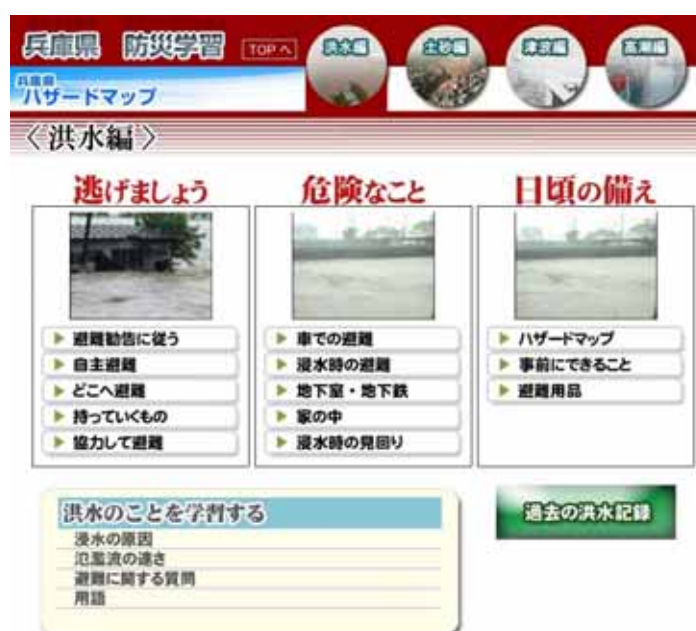 兵庫県 防災学習 TOPへ 洪水編 土砂編 津波編 高潮編
兵庫県
ハザードマップ
〈洪水編〉
逃げましょう
避難勧告に従う
自主避難
どこへ避難
持っていくもの
協力して避難
危険なこと
車での避難
浸水時の避難
地下室・地下鉄
家の中
浸水時の見回り
日頃の備え
ハザードマップ
事前にできること
避難用品
洪水のことを学習する
浸水の原因
氾濫流の速さ
避難に関する質問
用語
過去の洪水記録